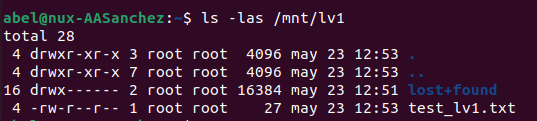 abel@nux-AASanchez:~$ ls -las /mnt/lv1
total 28
 4 drwxr-xr-x 3 root root  4096 may 23 12:53 .
 4 drwxr-xr-x 7 root root  4096 may 23 12:53 ..
16 drwx------ 2 root root 16384 may 23 12:51 lost+found
 4 -rw-r--r-- 1 root root    27 may 23 12:53 test_lv1.txt